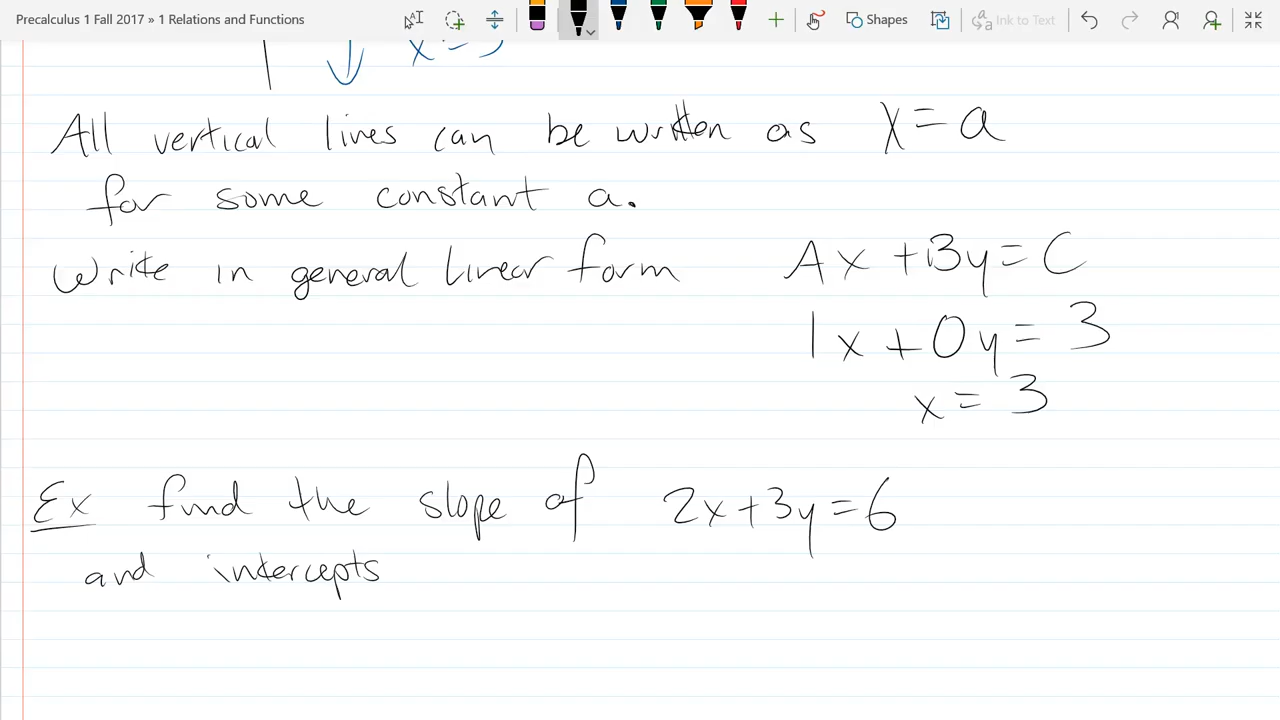 Precalculus 1 Fall 2017 » 1 Relations and Functions
Shapes
Ink to Text
x = 3
All vertical lines can be written as x = a
for some constant a.
Write in general linear form Ax + By = C
1x + 0y = 3
x = 3
Ex find the slope of 2x + 3y = 6
and intercepts